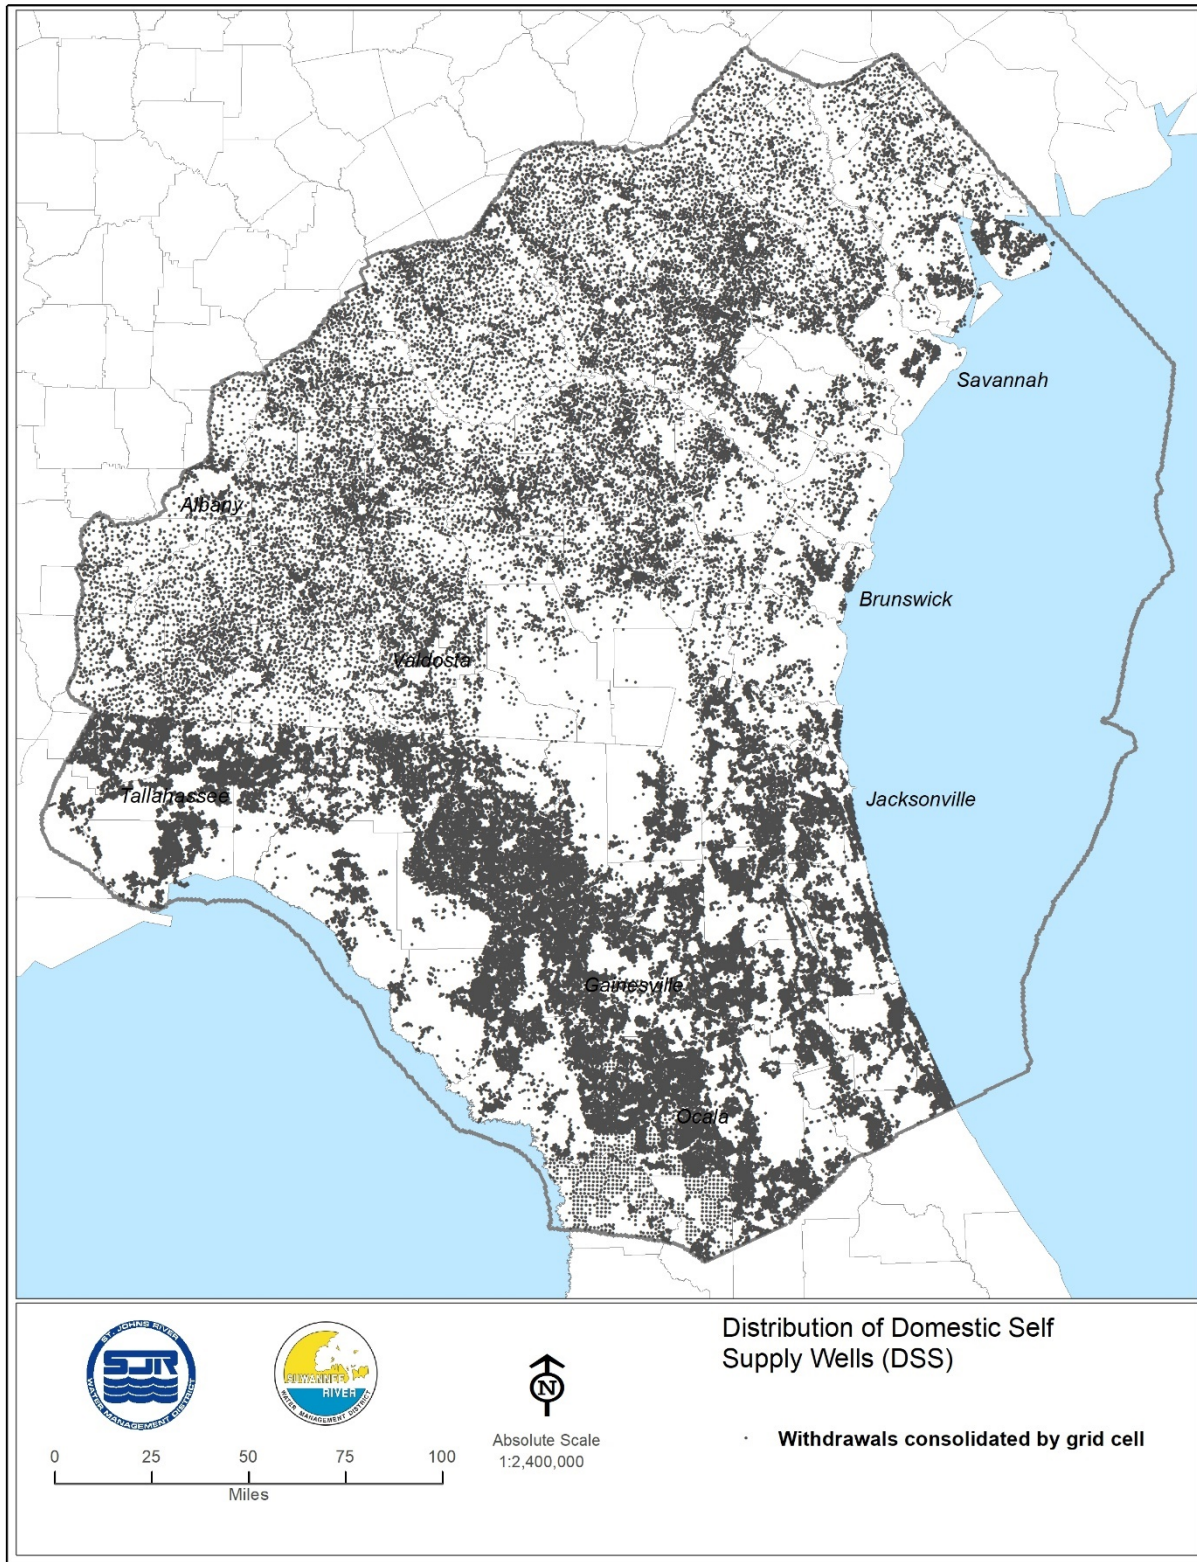 Savannah
Albany
Brunswick
Valdosta
Tallahassee
Jacksonville
Gainesville
Ocala
ST. JOHNS RIVER
SJR
WATER MANAGEMENT DISTRICT
SUWANNEE
RIVER
WATER MANAGEMENT DISTRICT
N
Absolute Scale
1:2,400,000
0 25 50 75 100
Miles
Distribution of Domestic Self
Supply Wells (DSS)
Withdrawals consolidated by grid cell